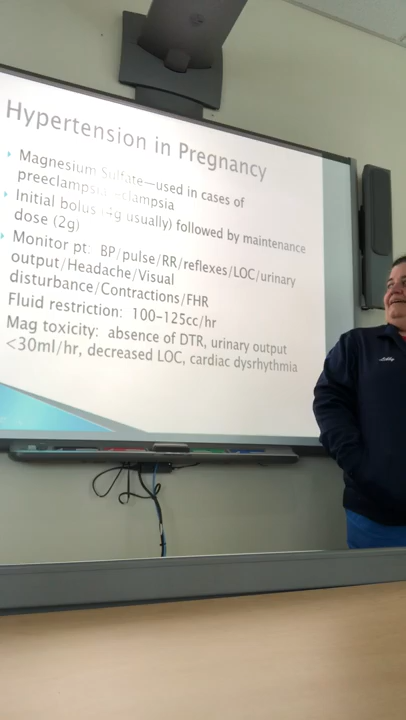 Hypertension in Pregnancy
Magnesium Sulfate—used in cases of
preeclampsia
Initial bolus (4g usually) followed by maintenance
dose (2g)
Monitor pt: BP/pulse/RR/reflexes/LOC/urinary
output/Headache/Visual
disturbance/Contractions/FHR
Fluid restriction: 100-125cc/hr
Mag toxicity: absence of DTR, urinary output
<30ml/hr, decreased LOC, cardiac dysrhythmia